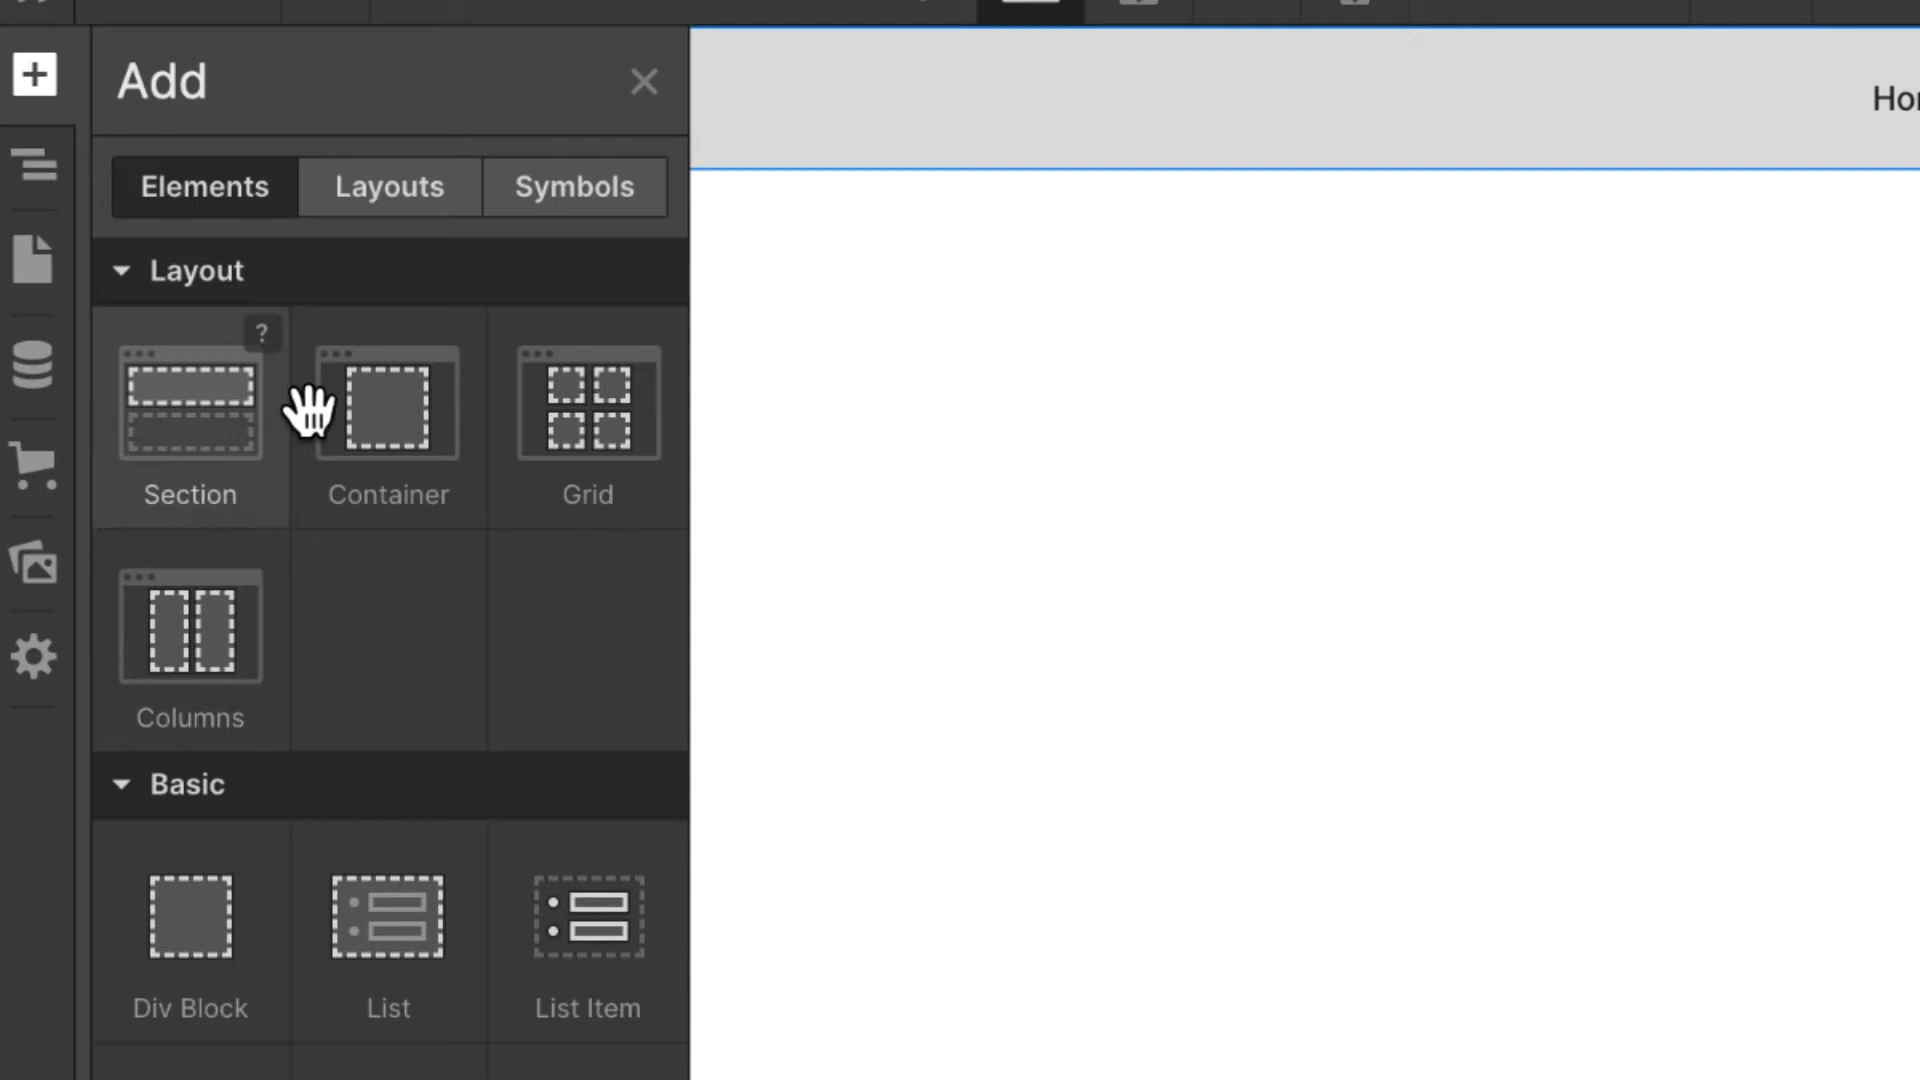 Add
Elements Layouts Symbols
Layout
?
Section Container Grid
Columns
Basic
Div Block List List Item